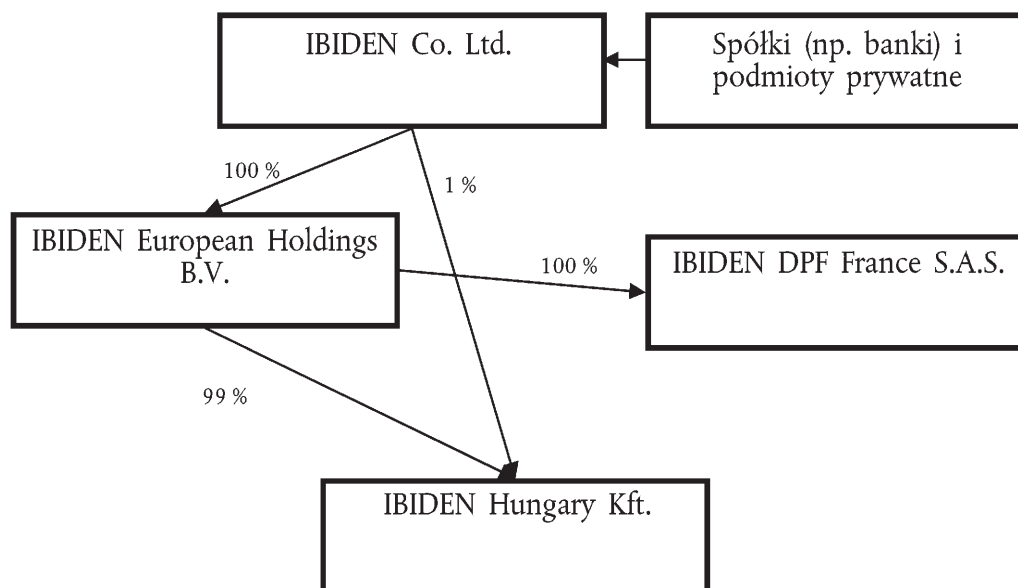 IBIDEN Co. Ltd.
Spółki (np. banki) i
podmioty prywatne
100 %
1 %
IBIDEN European Holdings
B.V.
100 %
IBIDEN DPF France S.A.S.
99 %
IBIDEN Hungary Kft.